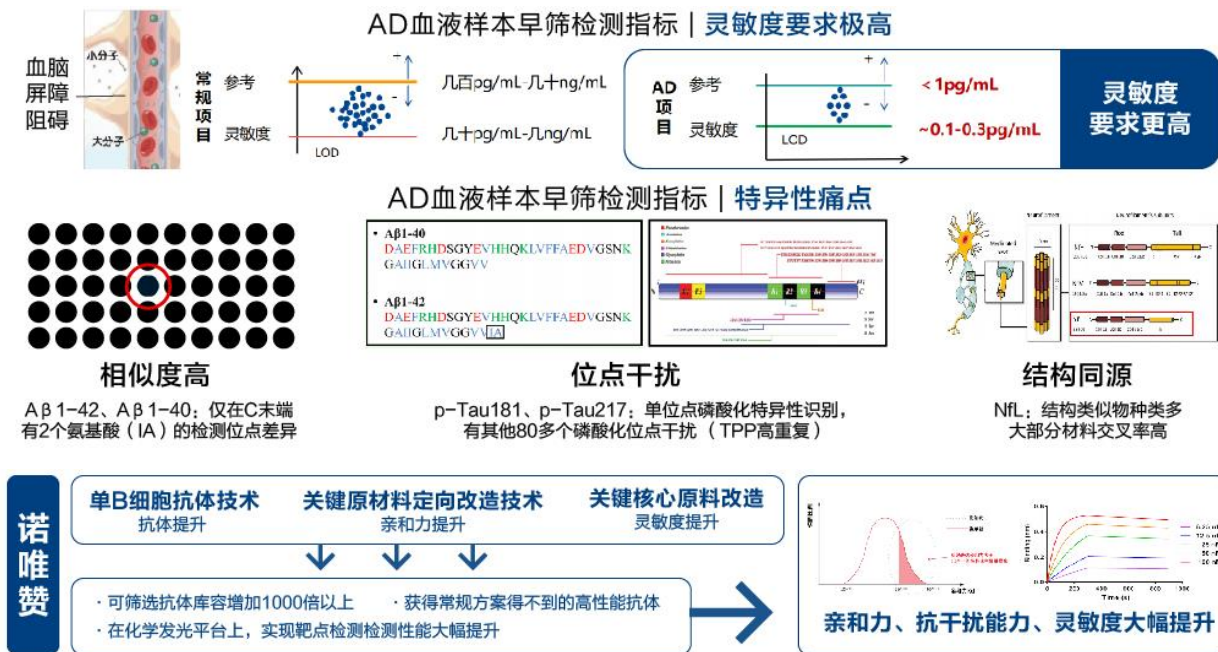 AD血液样本早筛检测指标 | 灵敏度要求极高
血脑
屏障
阻碍
小分子
大分子
常规项目
参考
灵敏度
+
-
LOD
几百pg/mL-几十ng/mL
几十pg/mL-几ng/mL
AD
项目
参考
灵敏度
+
-
LCD
<1pg/mL
~0.1-0.3pg/mL
灵敏度
要求更高
AD血液样本早筛检测指标 | 特异性痛点
• Aβ1-40
DAEFRHDSGYEVHHQKLVFFAEDVGSNK
GAIIGLMVGGVV
• Aβ1-42
DAEFRHDSGYEVHHQKLVFFAEDVGSNK
GAIIGLMVGGVVIA
N
C
相似度高
Aβ1-42、Aβ1-40：仅在C末端
有2个氨基酸（IA）的检测位点差异
位点干扰
p-Tau181、p-Tau217：单位点磷酸化特异性识别，
有其他80多个磷酸化位点干扰（TPP高重复）
结构同源
NfL：结构类似物种类多
大部分材料交叉率高
诺唯赞
单B细胞抗体技术
抗体提升
关键原材料定向改造技术
亲和力提升
关键核心原料改造
灵敏度提升
· 可筛选抗体库容增加1000倍以上
· 获得常规方案得不到的高性能抗体
· 在化学发光平台上，实现靶点检测检测性能大幅提升
0.2
0.0
0
200
400
600
800
1000
Time (s)
亲和力、抗干扰能力、灵敏度大幅提升